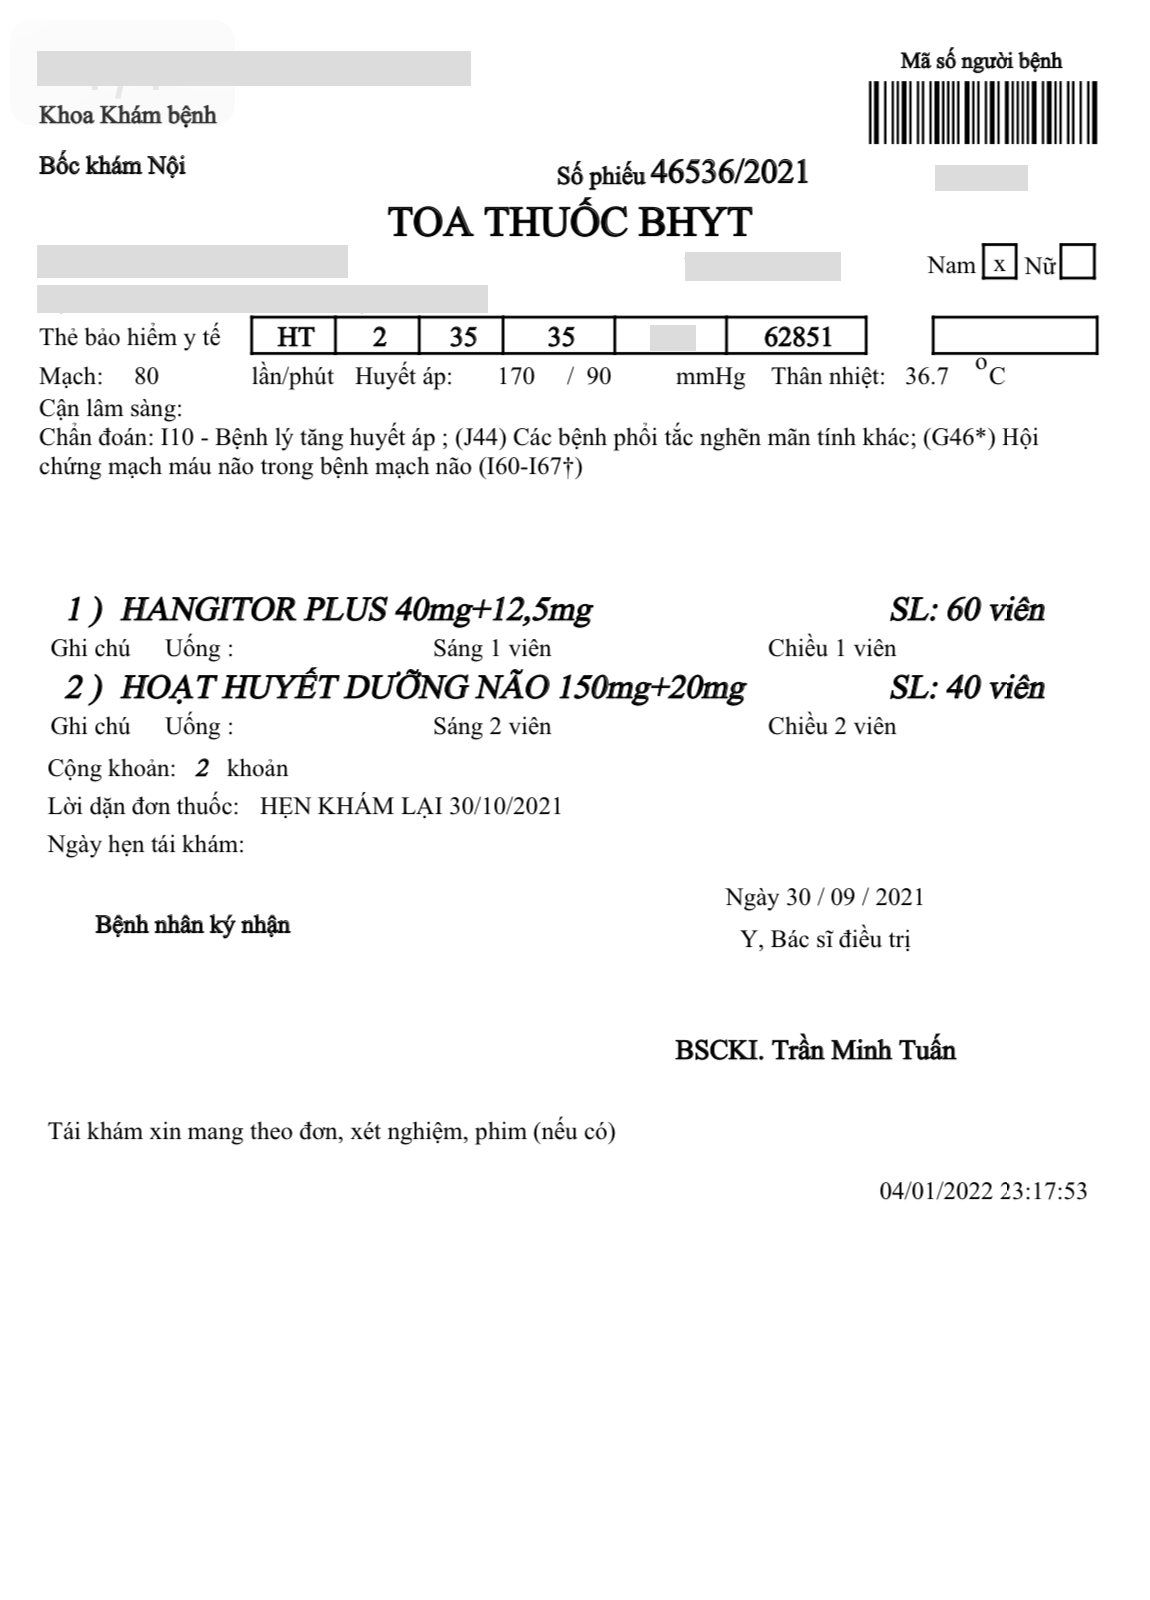 Mã số người bệnh
Khoa Khám bệnh
Bốc khám Nội
Số phiếu 46536/2021
TOA THUỐC BHYT
Nam x Nữ
Thẻ bảo hiểm y tế HT 2 35 35 62851
Mạch: 80 lần/phút Huyết áp: 170 / 90 mmHg Thân nhiệt: 36.7 °C
Cận lâm sàng:
Chẩn đoán: I10 - Bệnh lý tăng huyết áp ; (J44) Các bệnh phổi tắc nghẽn mãn tính khác; (G46*) Hội
chứng mạch máu não trong bệnh mạch não (I60-I67†)
1 ) HANGITOR PLUS 40mg+12,5mg SL: 60 viên
Ghi chú Uống : Sáng 1 viên Chiều 1 viên
2 ) HOẠT HUYẾT DƯỠNG NÃO 150mg+20mg SL: 40 viên
Ghi chú Uống : Sáng 2 viên Chiều 2 viên
Cộng khoản: 2 khoản
Lời dặn đơn thuốc: HẸN KHÁM LẠI 30/10/2021
Ngày hẹn tái khám:
Ngày 30 / 09 / 2021
Bệnh nhân ký nhận
Y, Bác sĩ điều trị
BSCKI. Trần Minh Tuấn
Tái khám xin mang theo đơn, xét nghiệm, phim (nếu có)
04/01/2022 23:17:53